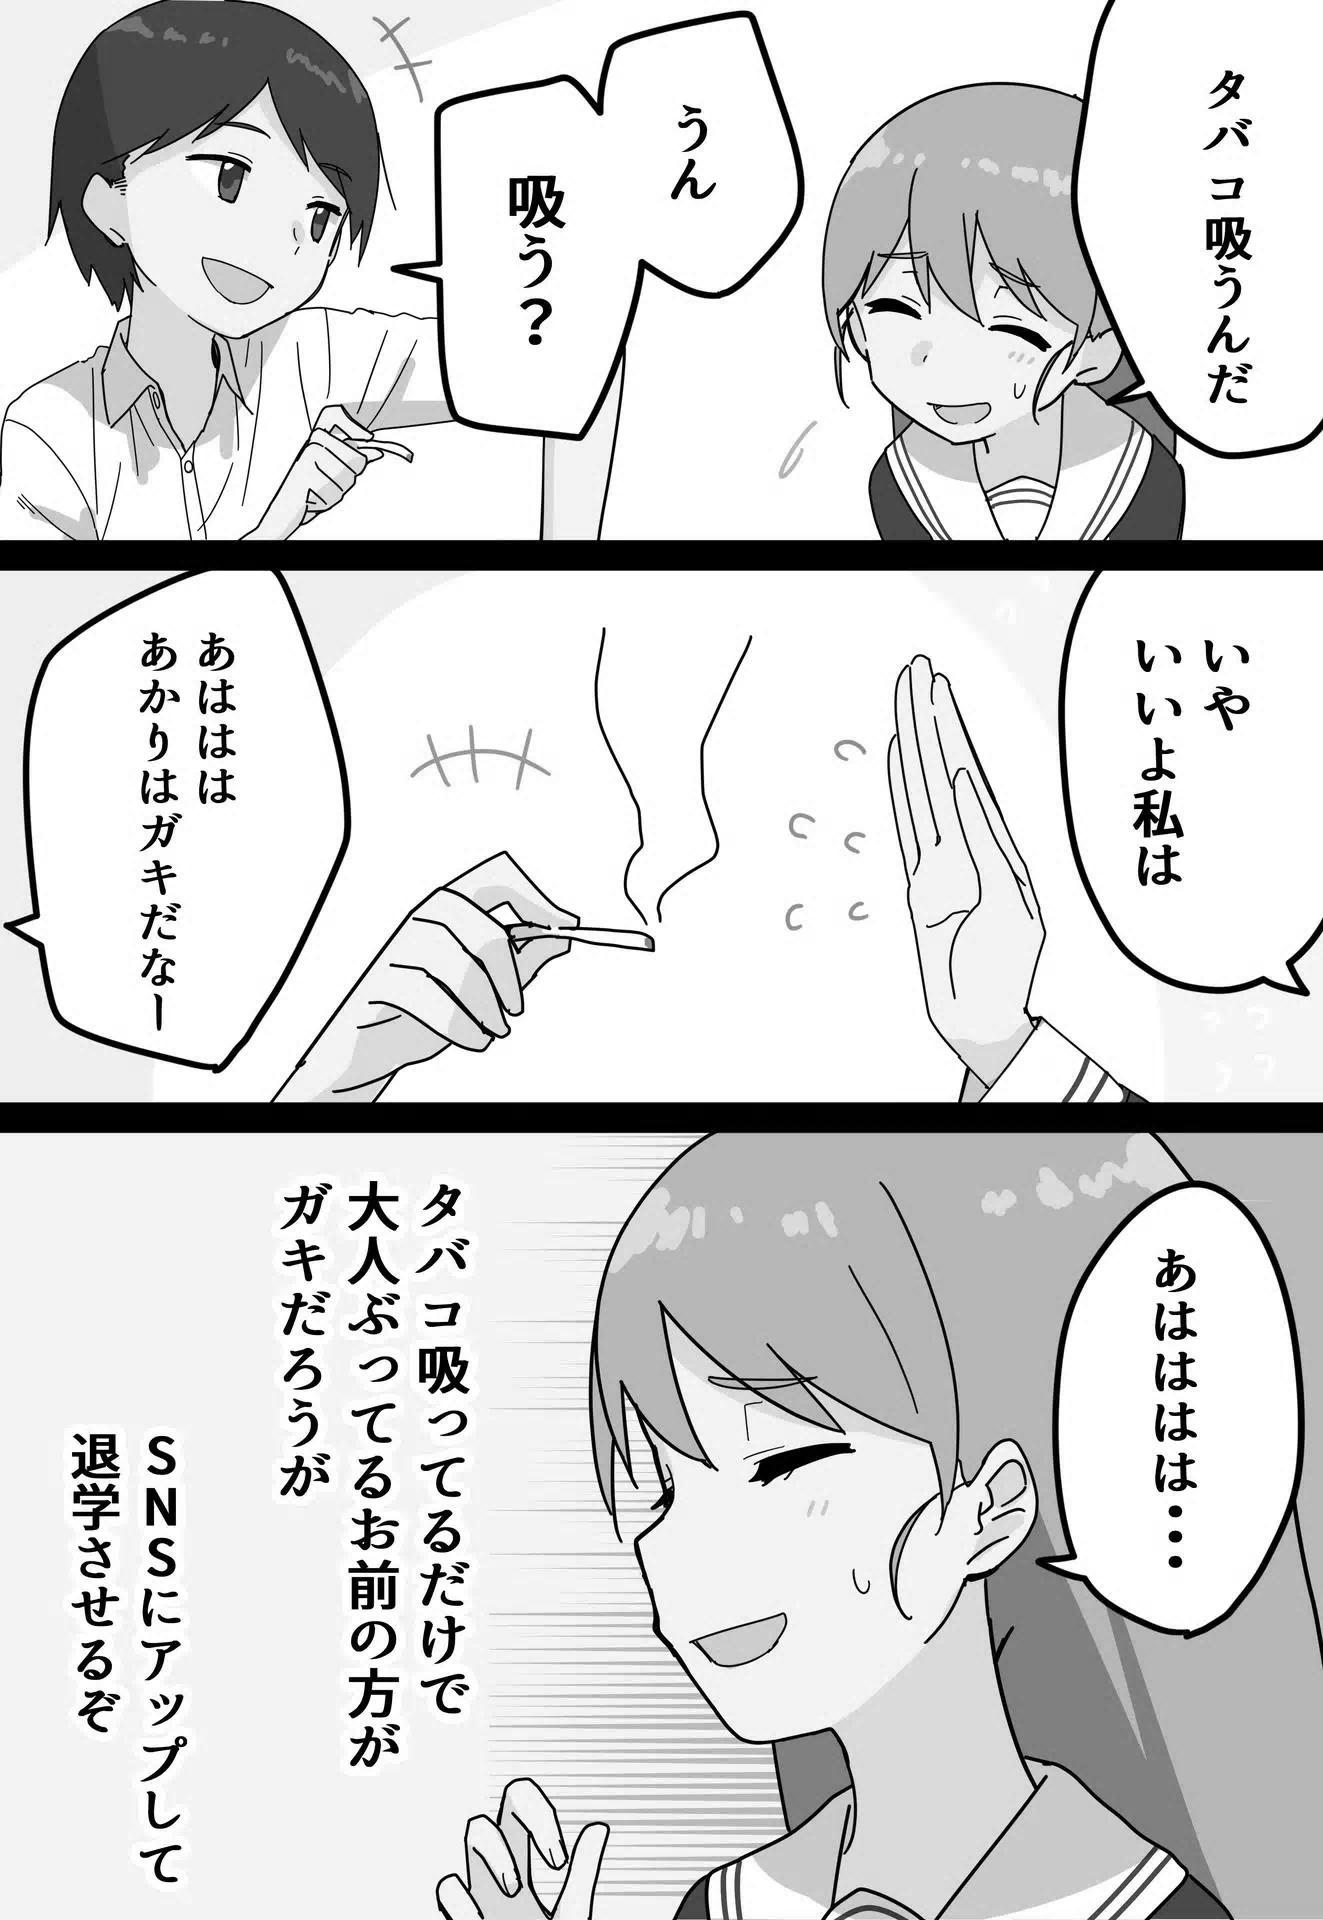 タバコ吸うんだ
うん
吸う？
いや
いいよ私は
あははは
あかりはガキだなー
あはははは…
タバコ吸ってるだけで
大人ぶってるお前の方が
ガキだろうが
SNSにアップして
退学させるぞ